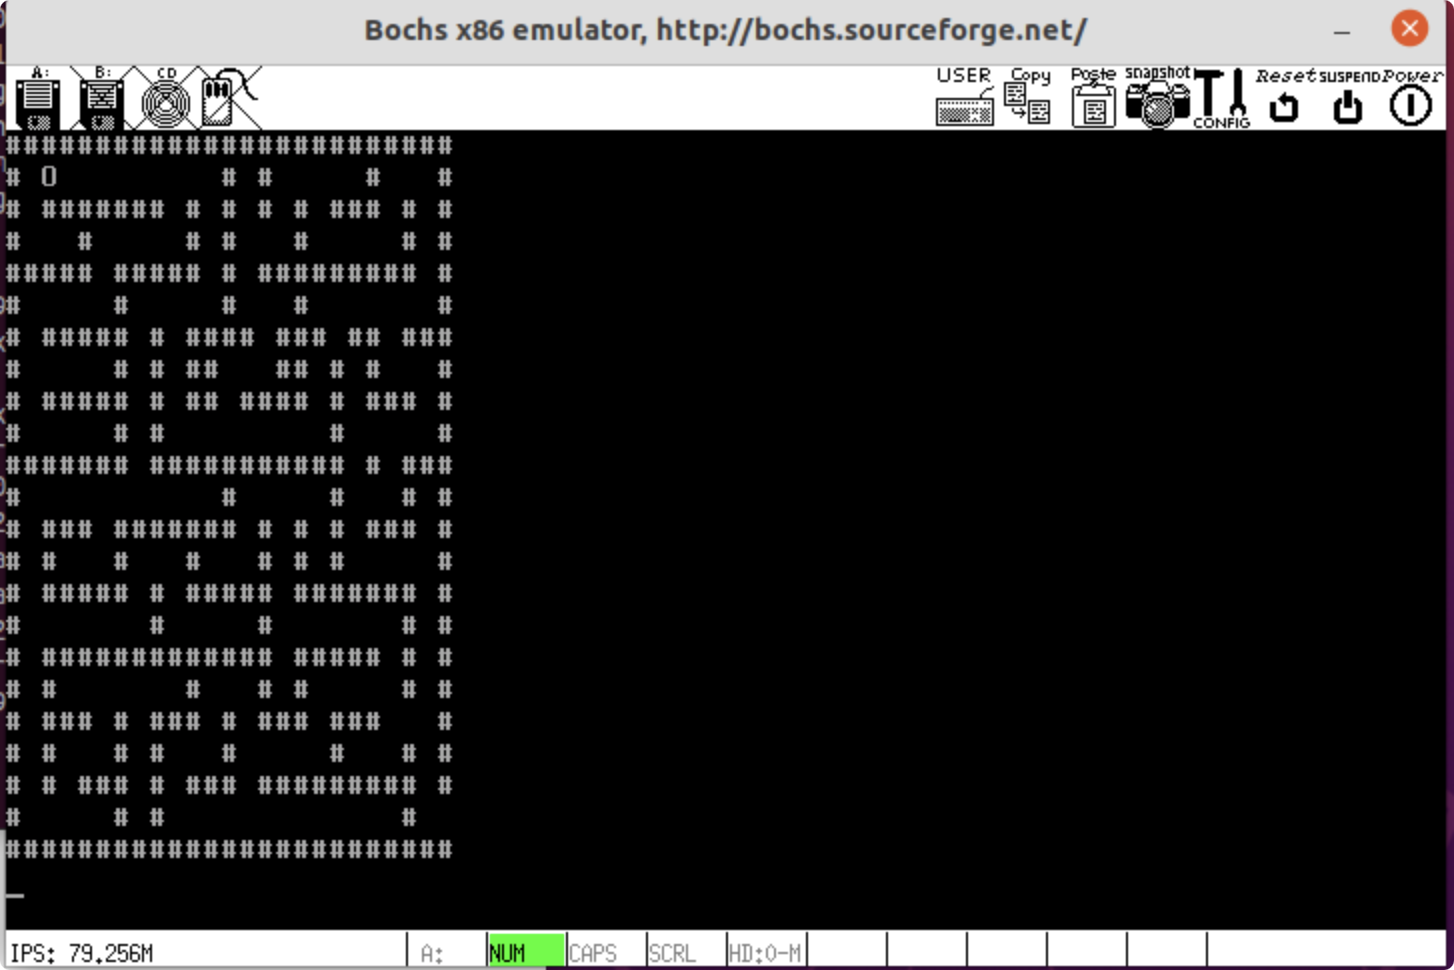 Bochs x86 emulator, http://bochs.sourceforge.net/
A: B: CD USER Copy Paste snapshot CONFIG Reset SUSPEND Power
#########################
# O         # #     #   #
# ####### # # # # ### # #
#   #     # #   #     # #
##### ##### # ######### #
#     #     #   #       #
# ##### # #### ### ## ###
#     # # ##   ## # #   #
# ##### # ## #### # ### #
#     # #         #     #
####### ########### # ###
#           #     #   # #
# ### ####### # # # ### #
# #   #   #   # # #     #
# ##### # ##### ####### #
#       #     #       # #
# ############# ##### # #
# #       #   # #     # #
# ### # ### # ### ###   #
# #   # #   #     #   # #
# # ### # ### ######### #
#     # #             #
#########################
_
IPS: 79.256M A: NUM CAPS SCRL HD:0-M